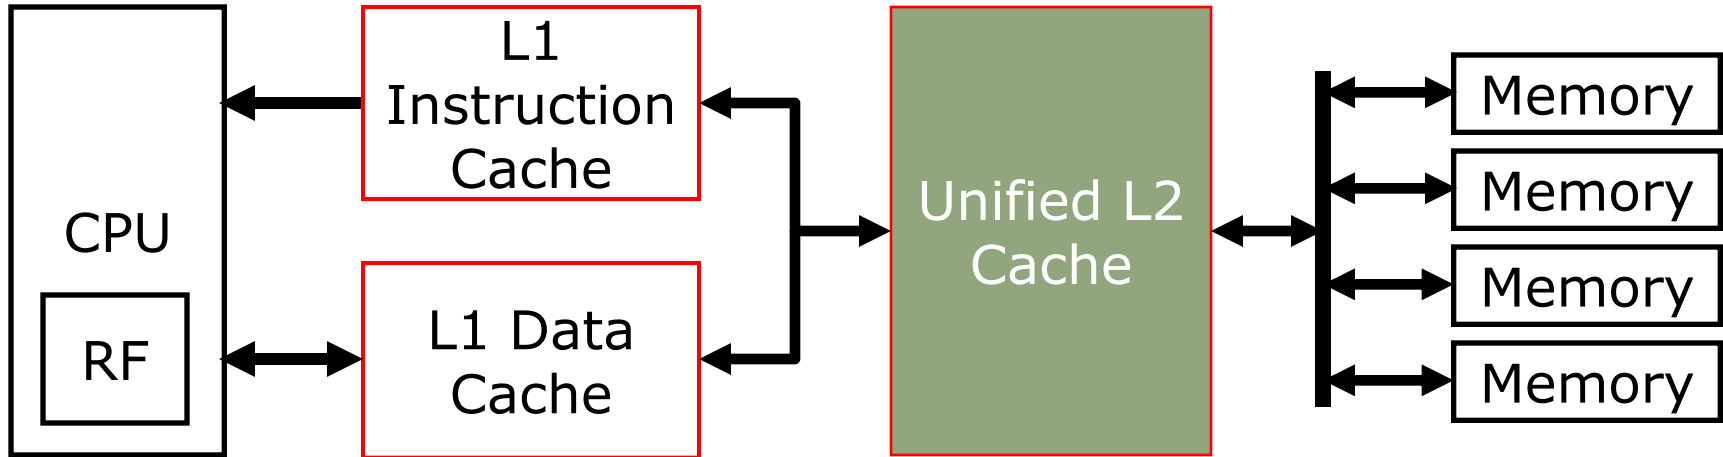 CPU
RF
L1
Instruction
Cache
L1 Data
Cache
Unified L2
Cache
Memory
Memory
Memory
Memory